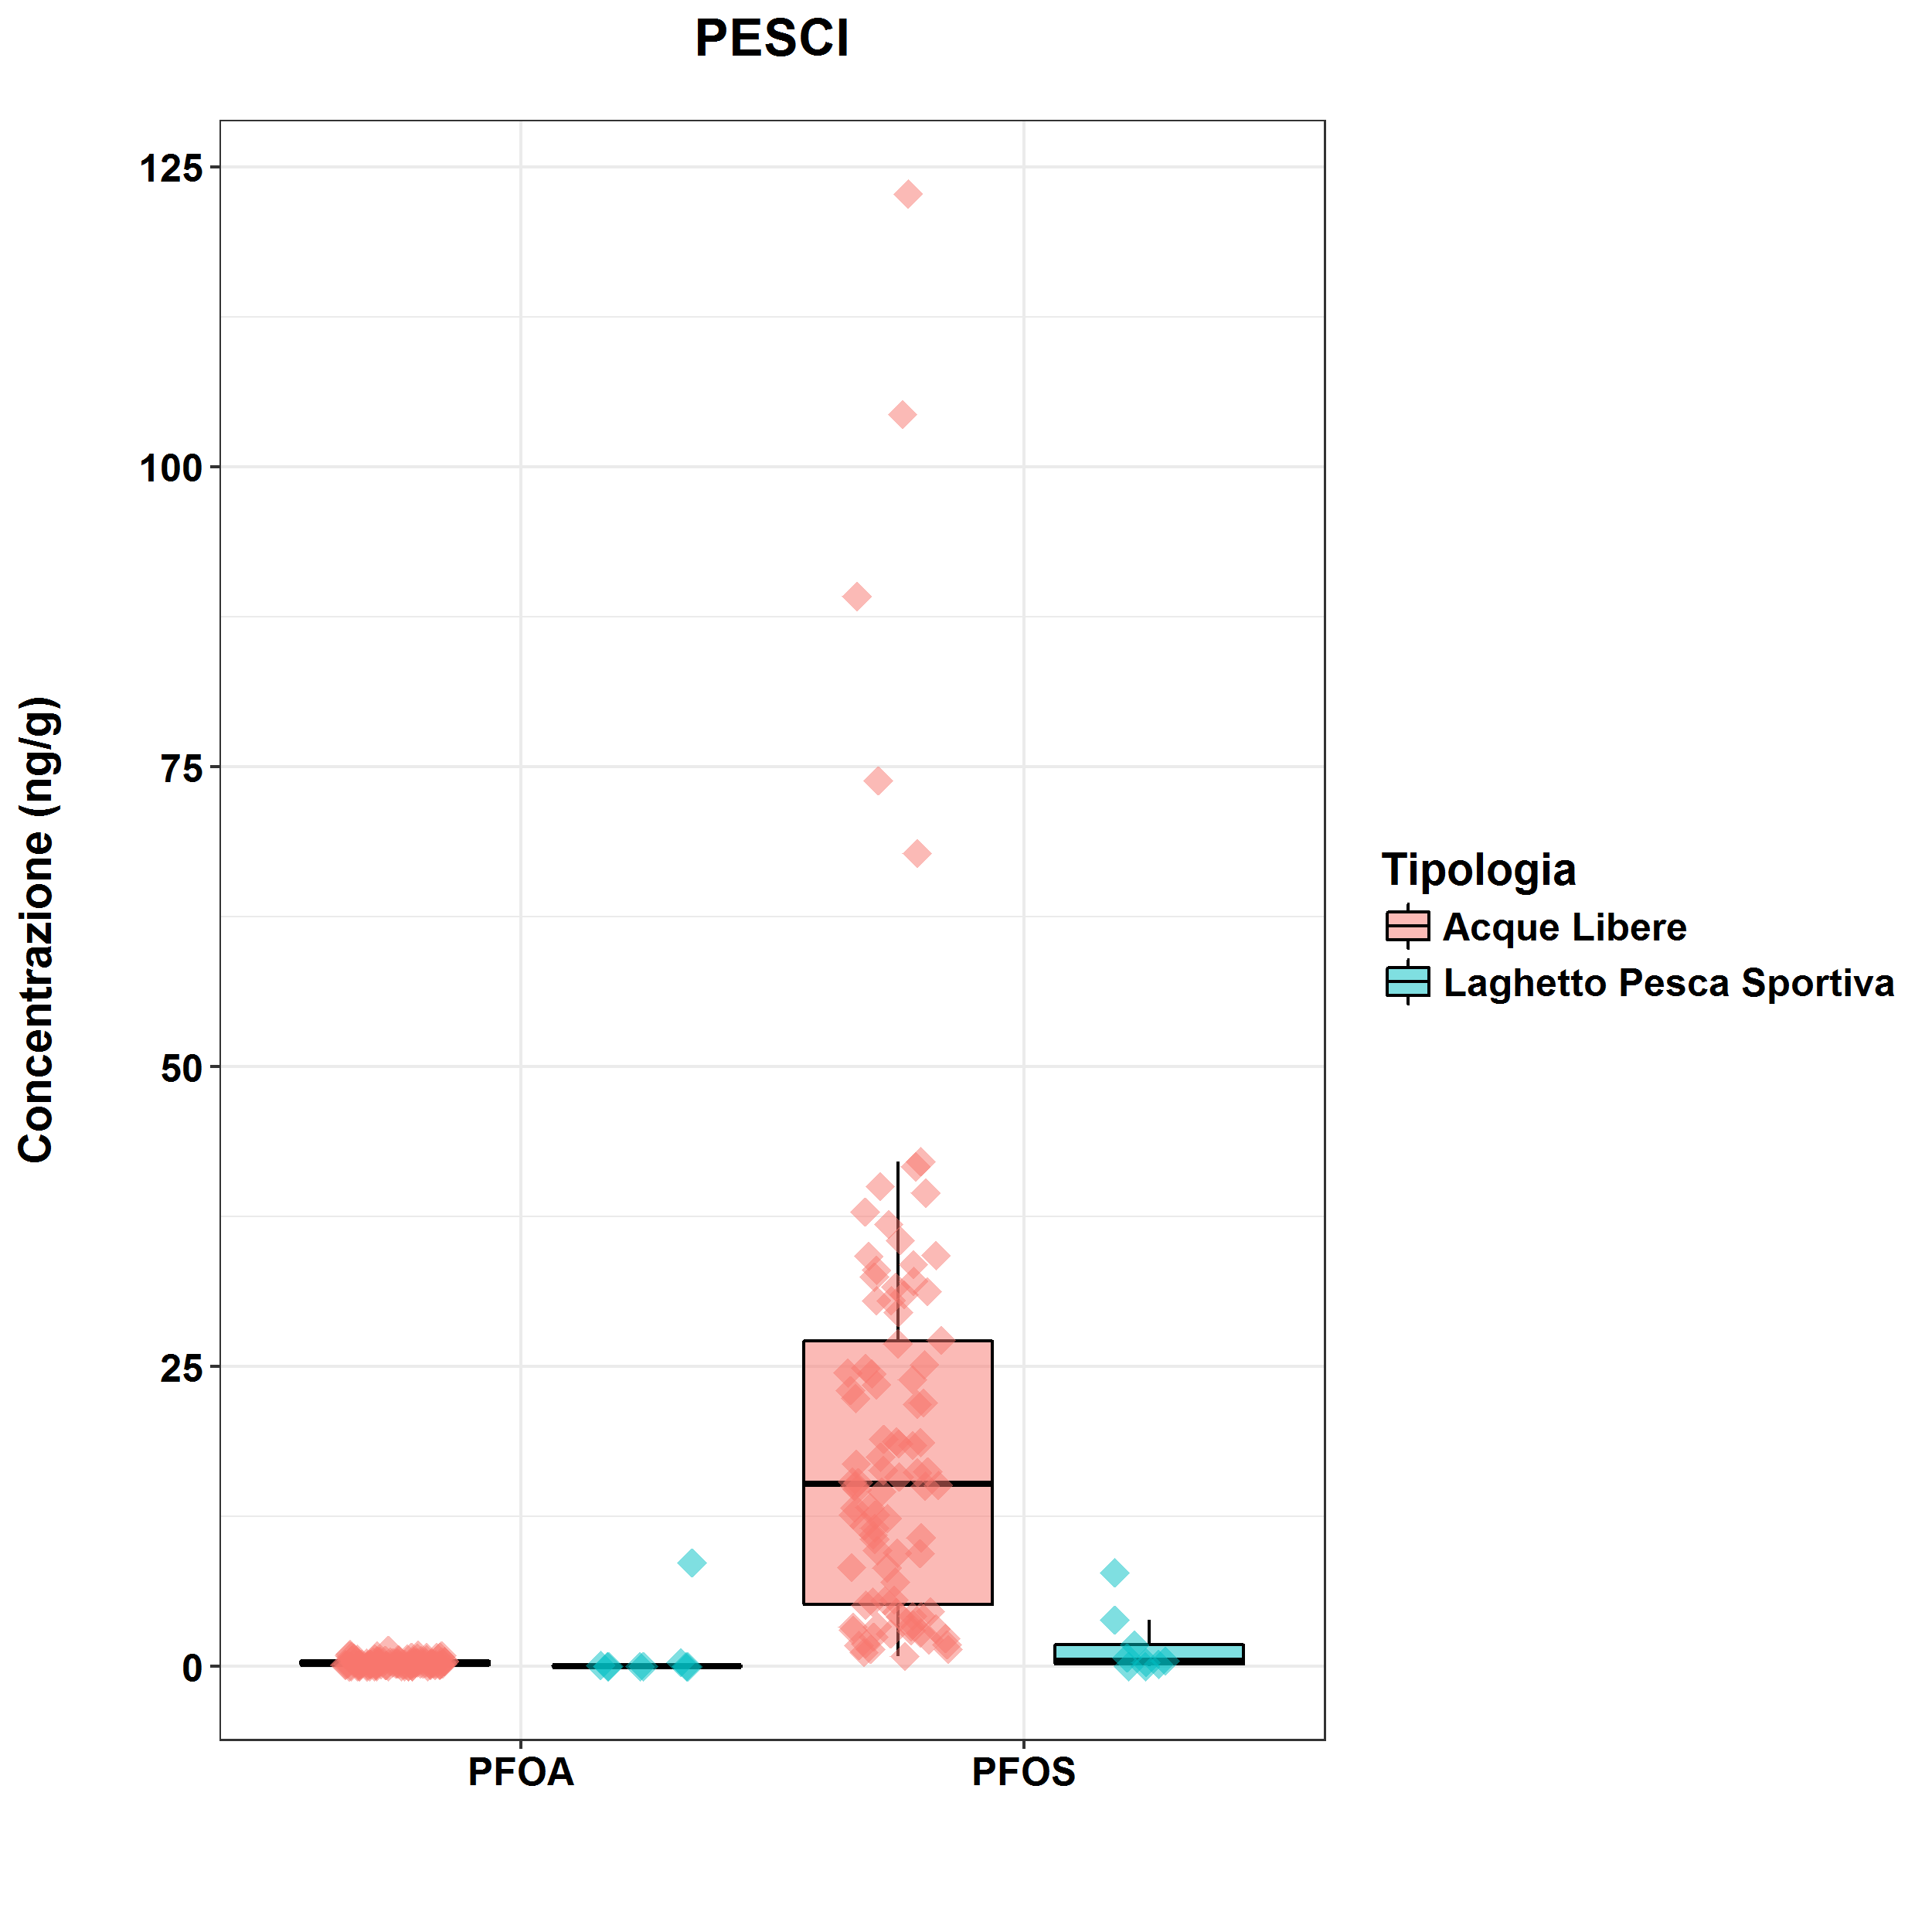 PESCI
Concentrazione (ng/g)
125
100
75
50
25
0
PFOA
PFOS
Tipologia
Acque Libere
Laghetto Pesca Sportiva